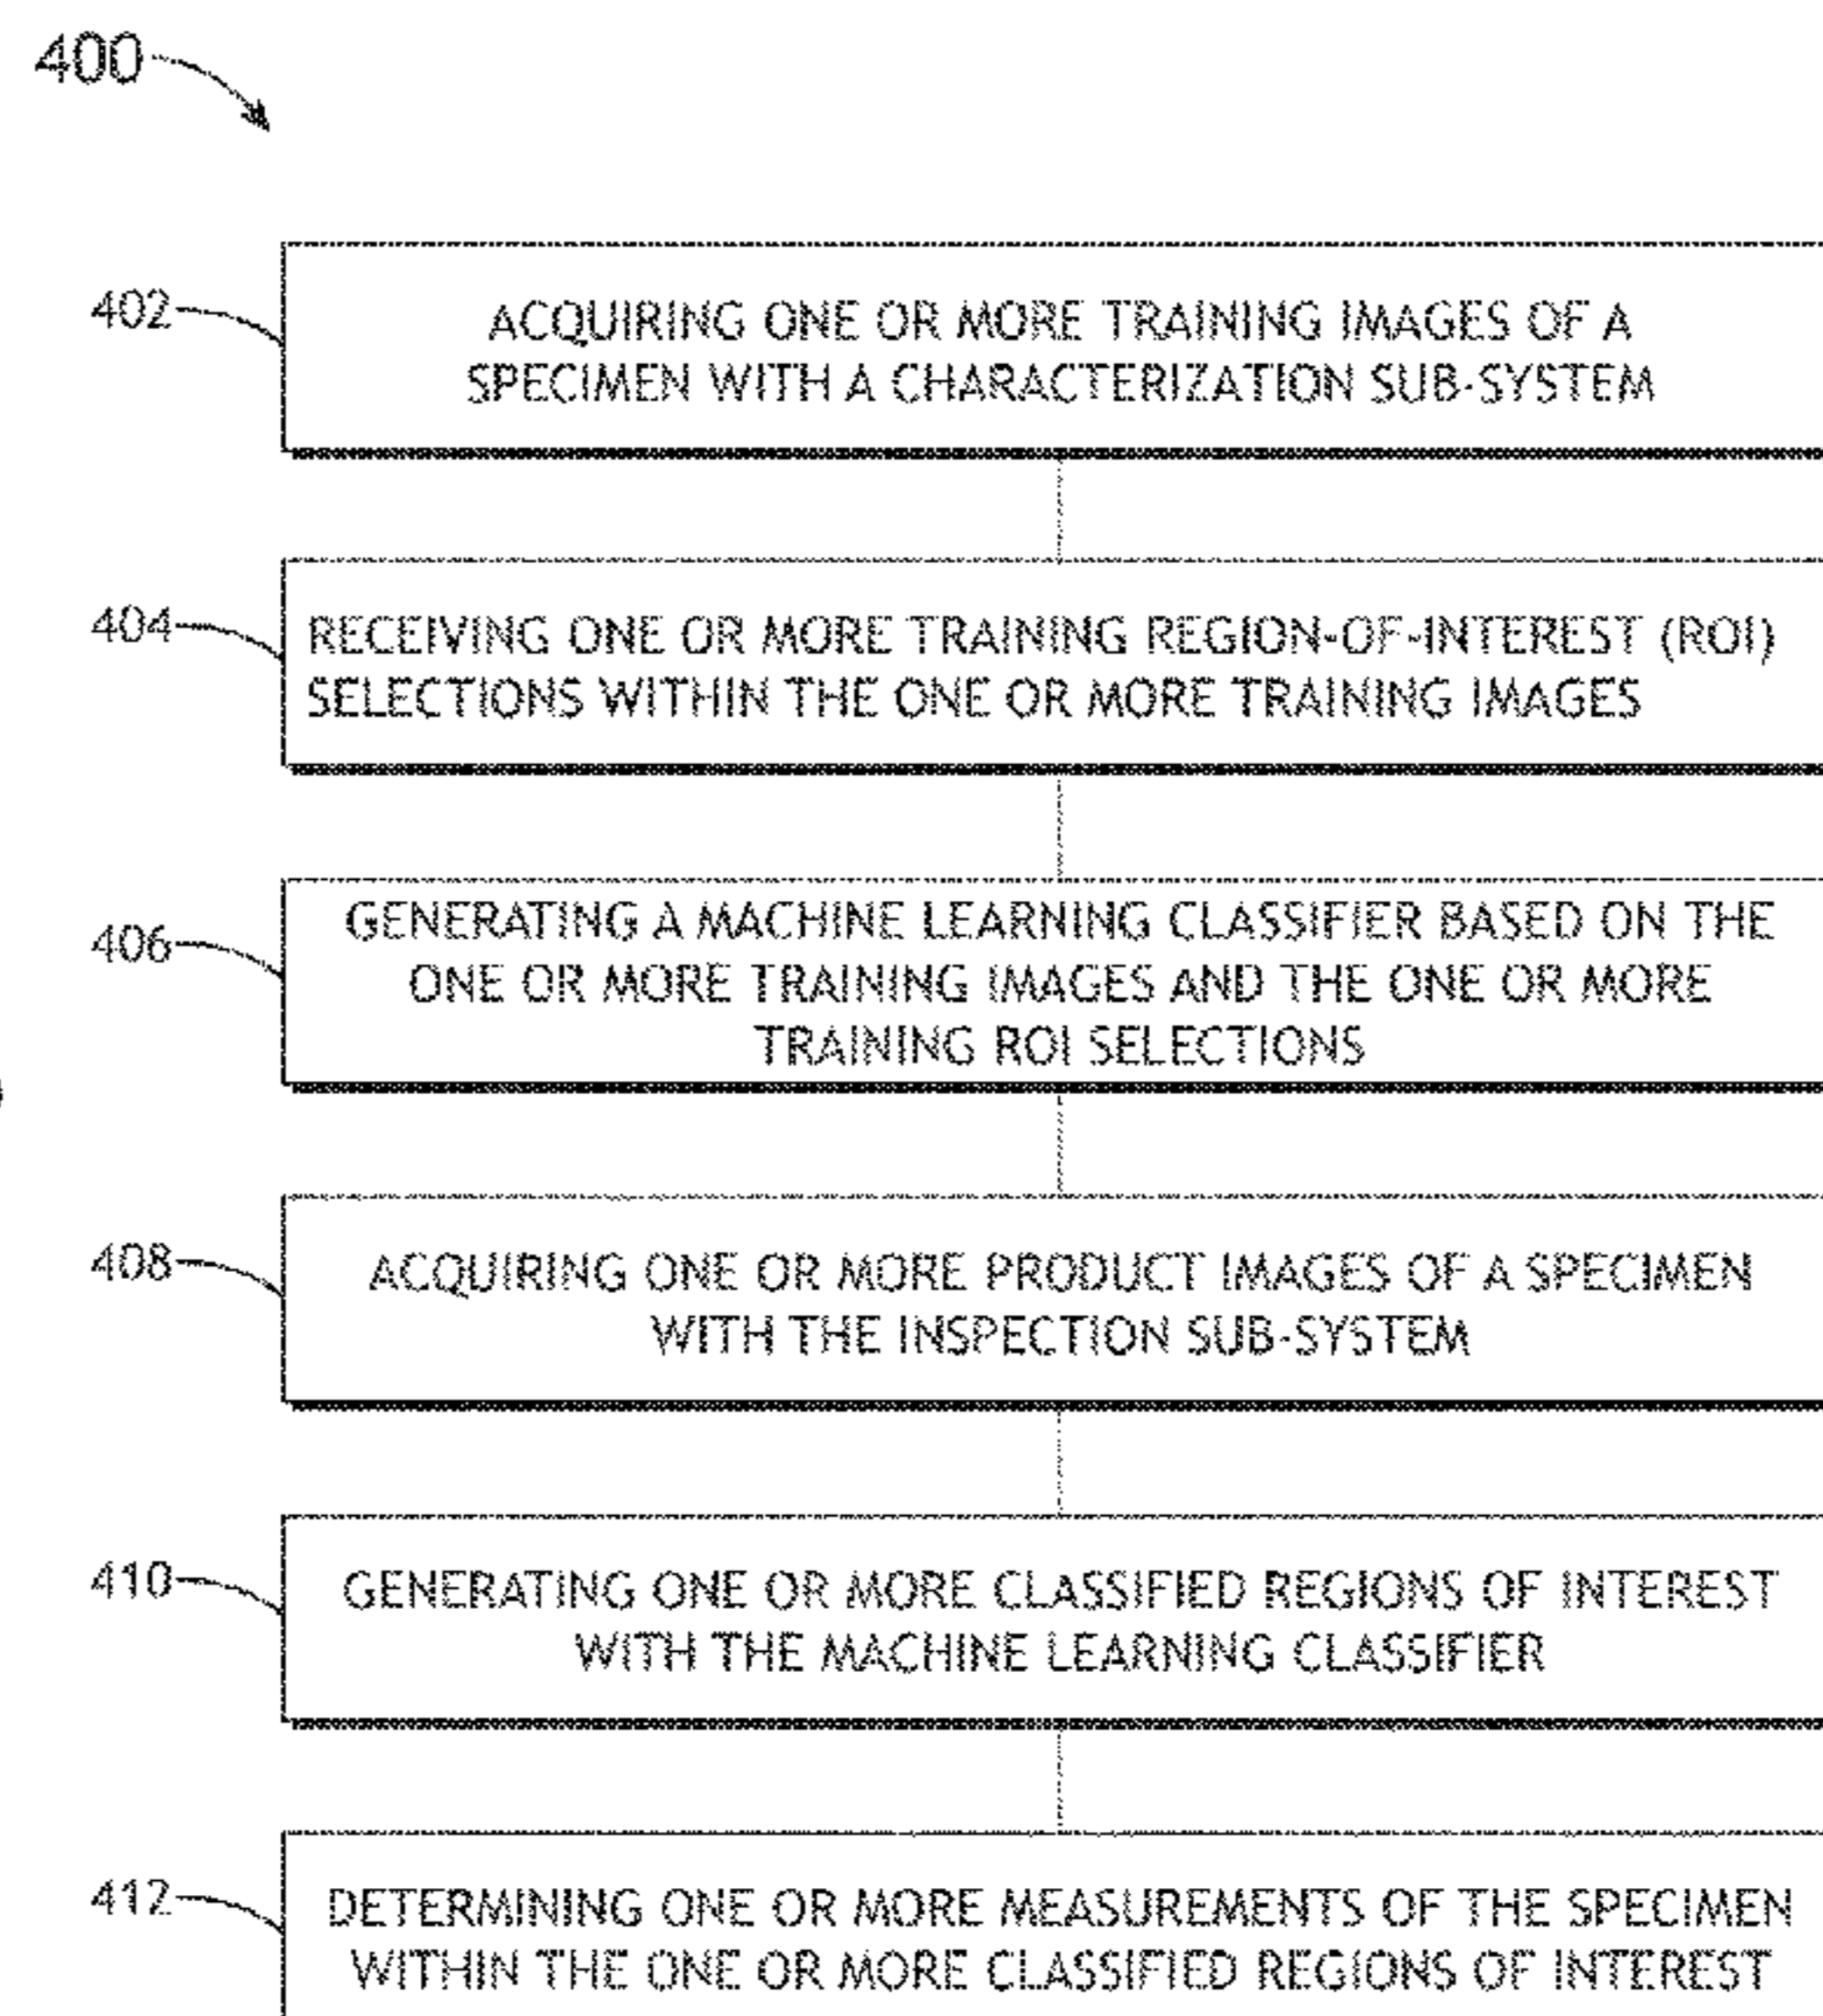 400
402
ACQUIRING ONE OR MORE TRAINING IMAGES OF A
SPECIMEN WITH A CHARACTERIZATION SUB-SYSTEM
404
RECEIVING ONE OR MORE TRAINING REGION-OF-INTEREST (ROI)
SELECTIONS WITHIN THE ONE OR MORE TRAINING IMAGES
406
GENERATING A MACHINE LEARNING CLASSIFIER BASED ON THE
ONE OR MORE TRAINING IMAGES AND THE ONE OR MORE
TRAINING ROI SELECTIONS
408
ACQUIRING ONE OR MORE PRODUCT IMAGES OF A SPECIMEN
WITH THE INSPECTION SUB-SYSTEM
410
GENERATING ONE OR MORE CLASSIFIED REGIONS OF INTEREST
WITH THE MACHINE LEARNING CLASSIFIER
412
DETERMINING ONE OR MORE MEASUREMENTS OF THE SPECIMEN
WITHIN THE ONE OR MORE CLASSIFIED REGIONS OF INTEREST